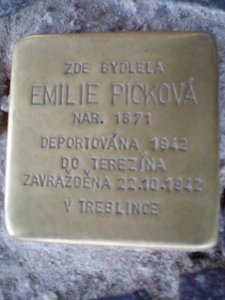 ZDE BYDLELA
EMILIE PICKOVÁ
NAR. 1871
DEPORTOVÁNA 1942
DO TEREZÍNA
ZAVRAŽDĚNA 22.10.1942
V TREBLINCE